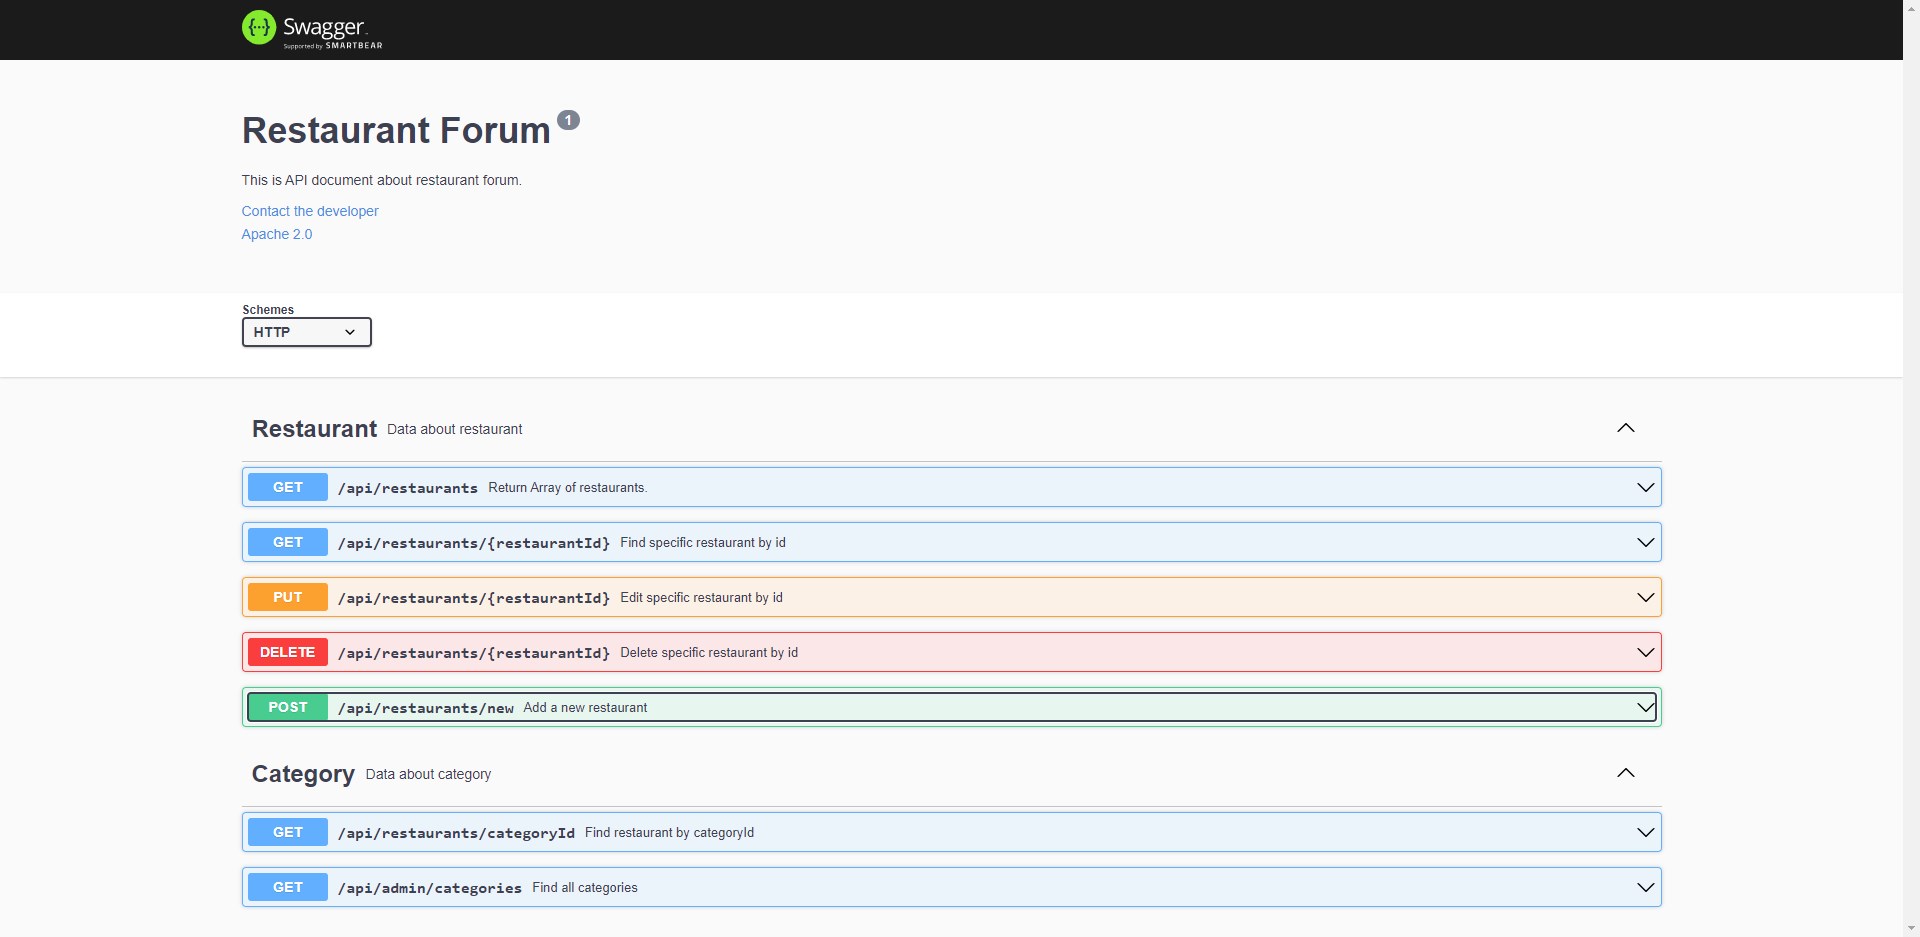 Swagger
Supported by SMARTBEAR
Restaurant Forum 1
This is API document about restaurant forum.
Contact the developer
Apache 2.0
Schemes
HTTP
Restaurant Data about restaurant
GET /api/restaurants Return Array of restaurants.
GET /api/restaurants/{restaurantId} Find specific restaurant by id
PUT /api/restaurants/{restaurantId} Edit specific restaurant by id
DELETE /api/restaurants/{restaurantId} Delete specific restaurant by id
POST /api/restaurants/new Add a new restaurant
Category Data about category
GET /api/restaurants/categoryId Find restaurant by categoryId
GET /api/admin/categories Find all categories